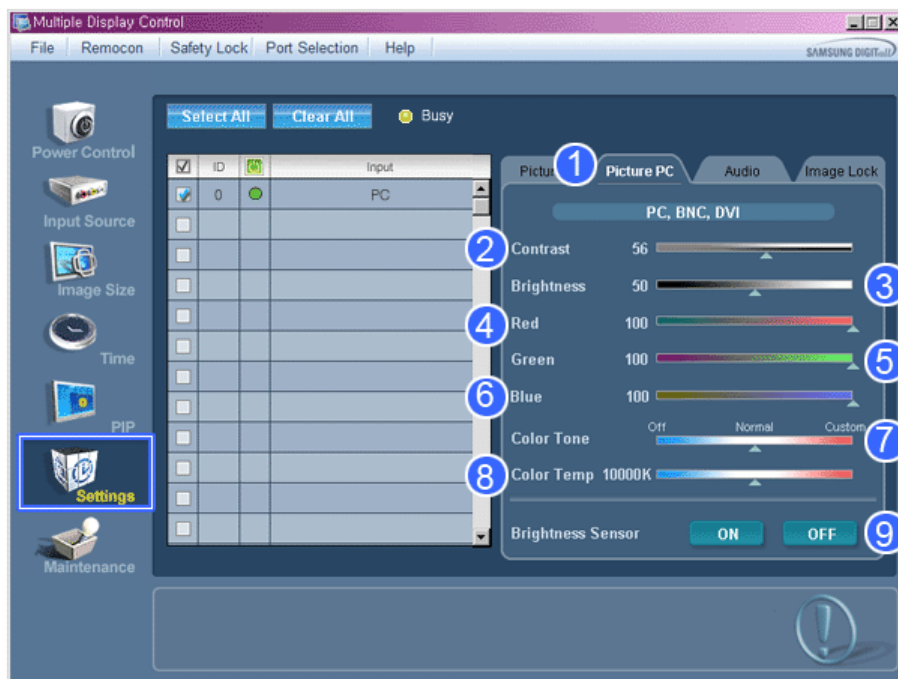 Multiple Display Control
File Remocon Safety Lock Port Selection Help
SAMSUNG DIGITall
Select All Clear All Busy
Power Control
Input Source
Image Size
Time
PIP
Settings
Maintenance
ID Input
0 PC
Pictu 1 Picture PC Audio Image Lock
PC, BNC, DVI
2 Contrast 56
Brightness 50 3
4 Red 100
Green 100 5
6 Blue 100
Off Normal Custom
Color Tone 7
8 Color Temp 10000K
Brightness Sensor ON OFF 9